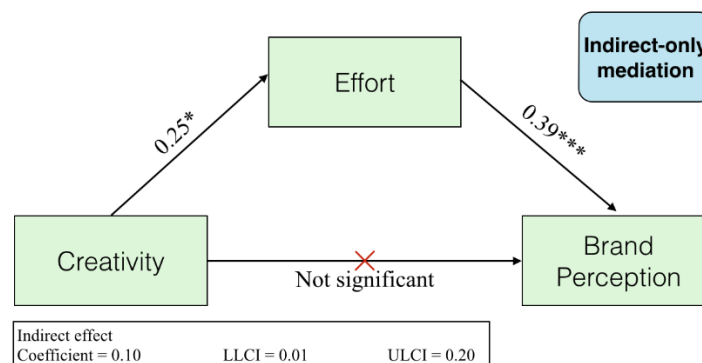 Indirect-only
mediation
Effort
0.25*
0.39***
Creativity
Not significant
Brand
Perception
Indirect effect
Coefficient = 0.10 LLCI = 0.01 ULCI = 0.20